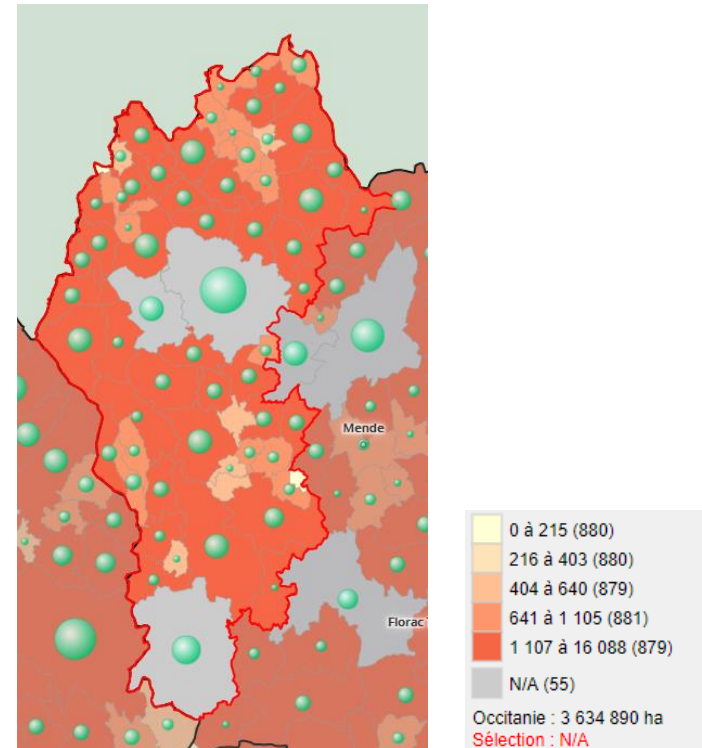 Mende
Florac
0 à 215 (880)
216 à 403 (880)
404 à 640 (879)
641 à 1 105 (881)
1 107 à 16 088 (879)
N/A (55)
Occitanie : 3 634 890 ha
Sélection : N/A